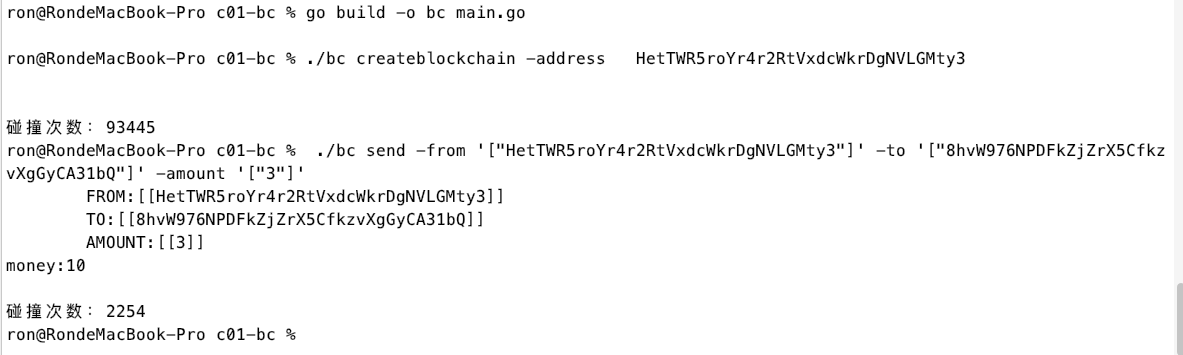 ron@RondeMacBook-Pro c01-bc % go build -o bc main.go
ron@RondeMacBook-Pro c01-bc % ./bc createblockchain -address   HetTWR5roYr4r2RtVxdcWkrDgNVLGMty3
碰撞次数: 93445
ron@RondeMacBook-Pro c01-bc %  ./bc send -from '["HetTWR5roYr4r2RtVxdcWkrDgNVLGMty3"]' -to '["8hvW976NPDFkZjZrX5Cfkz
vXgGyCA31bQ"]' -amount '["3"]'
        FROM:[[HetTWR5roYr4r2RtVxdcWkrDgNVLGMty3]]
        TO:[[8hvW976NPDFkZjZrX5CfkzvXgGyCA31bQ]]
        AMOUNT:[[3]]
money:10
碰撞次数: 2254
ron@RondeMacBook-Pro c01-bc %